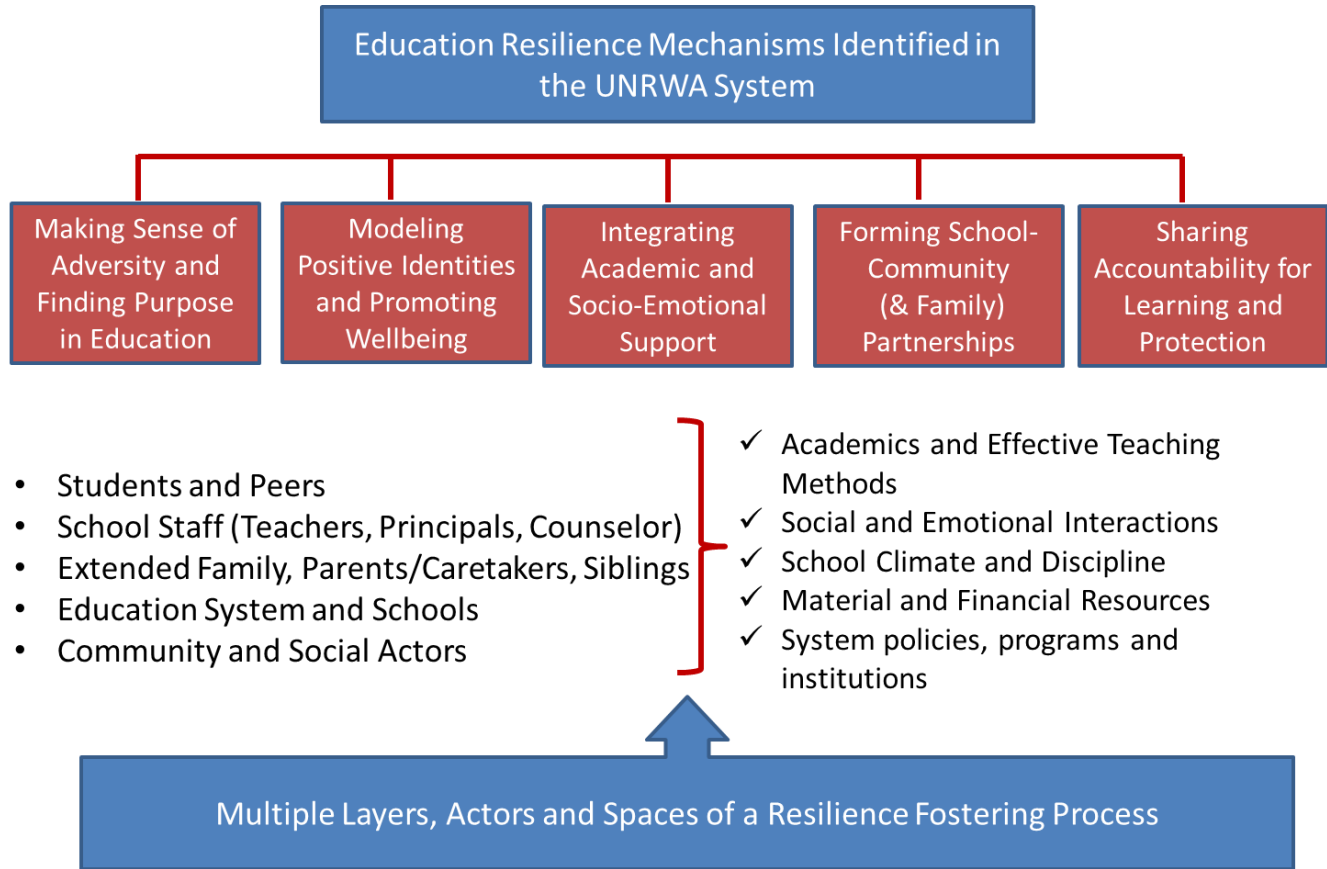 Education Resilience Mechanisms Identified in
the UNRWA System
Making Sense of
Adversity and
Finding Purpose
in Education
Modeling
Positive Identities
and Promoting
Wellbeing
Integrating
Academic and
Socio-Emotional
Support
Forming School-
Community
(& Family)
Partnerships
Sharing
Accountability for
Learning and
Protection
• Students and Peers
• School Staff (Teachers, Principals, Counselor)
• Extended Family, Parents/Caretakers, Siblings
• Education System and Schools
• Community and Social Actors
✓ Academics and Effective Teaching
Methods
✓ Social and Emotional Interactions
✓ School Climate and Discipline
✓ Material and Financial Resources
✓ System policies, programs and
institutions
Multiple Layers, Actors and Spaces of a Resilience Fostering Process